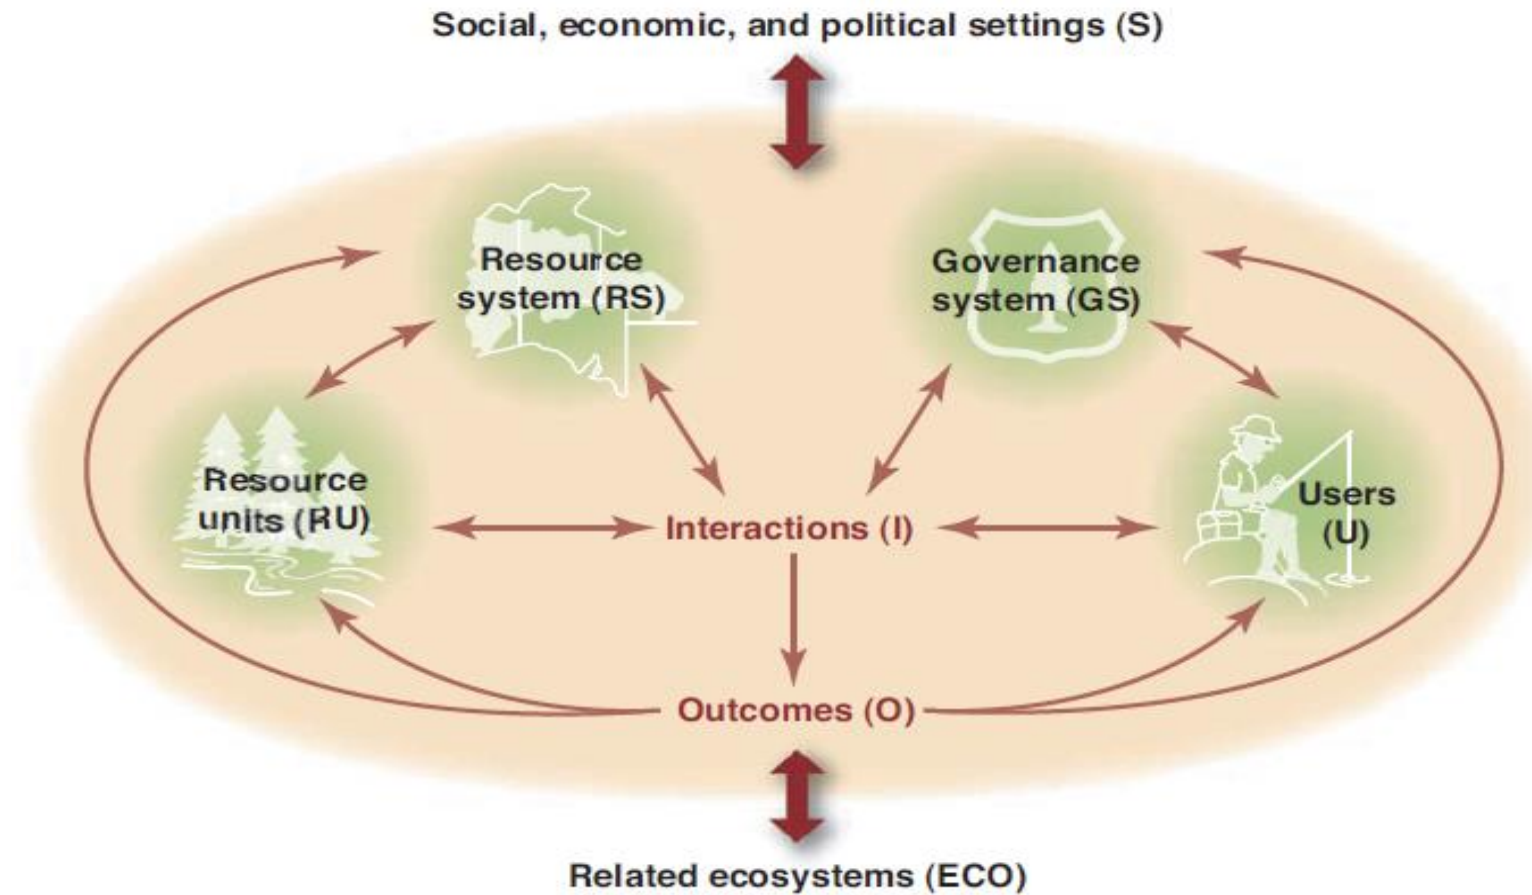 Social, economic, and political settings (S)
Resource
system (RS)
Governance
system (GS)
Resource
units (RU)
Interactions (I)
Users
(U)
Outcomes (O)
Related ecosystems (ECO)